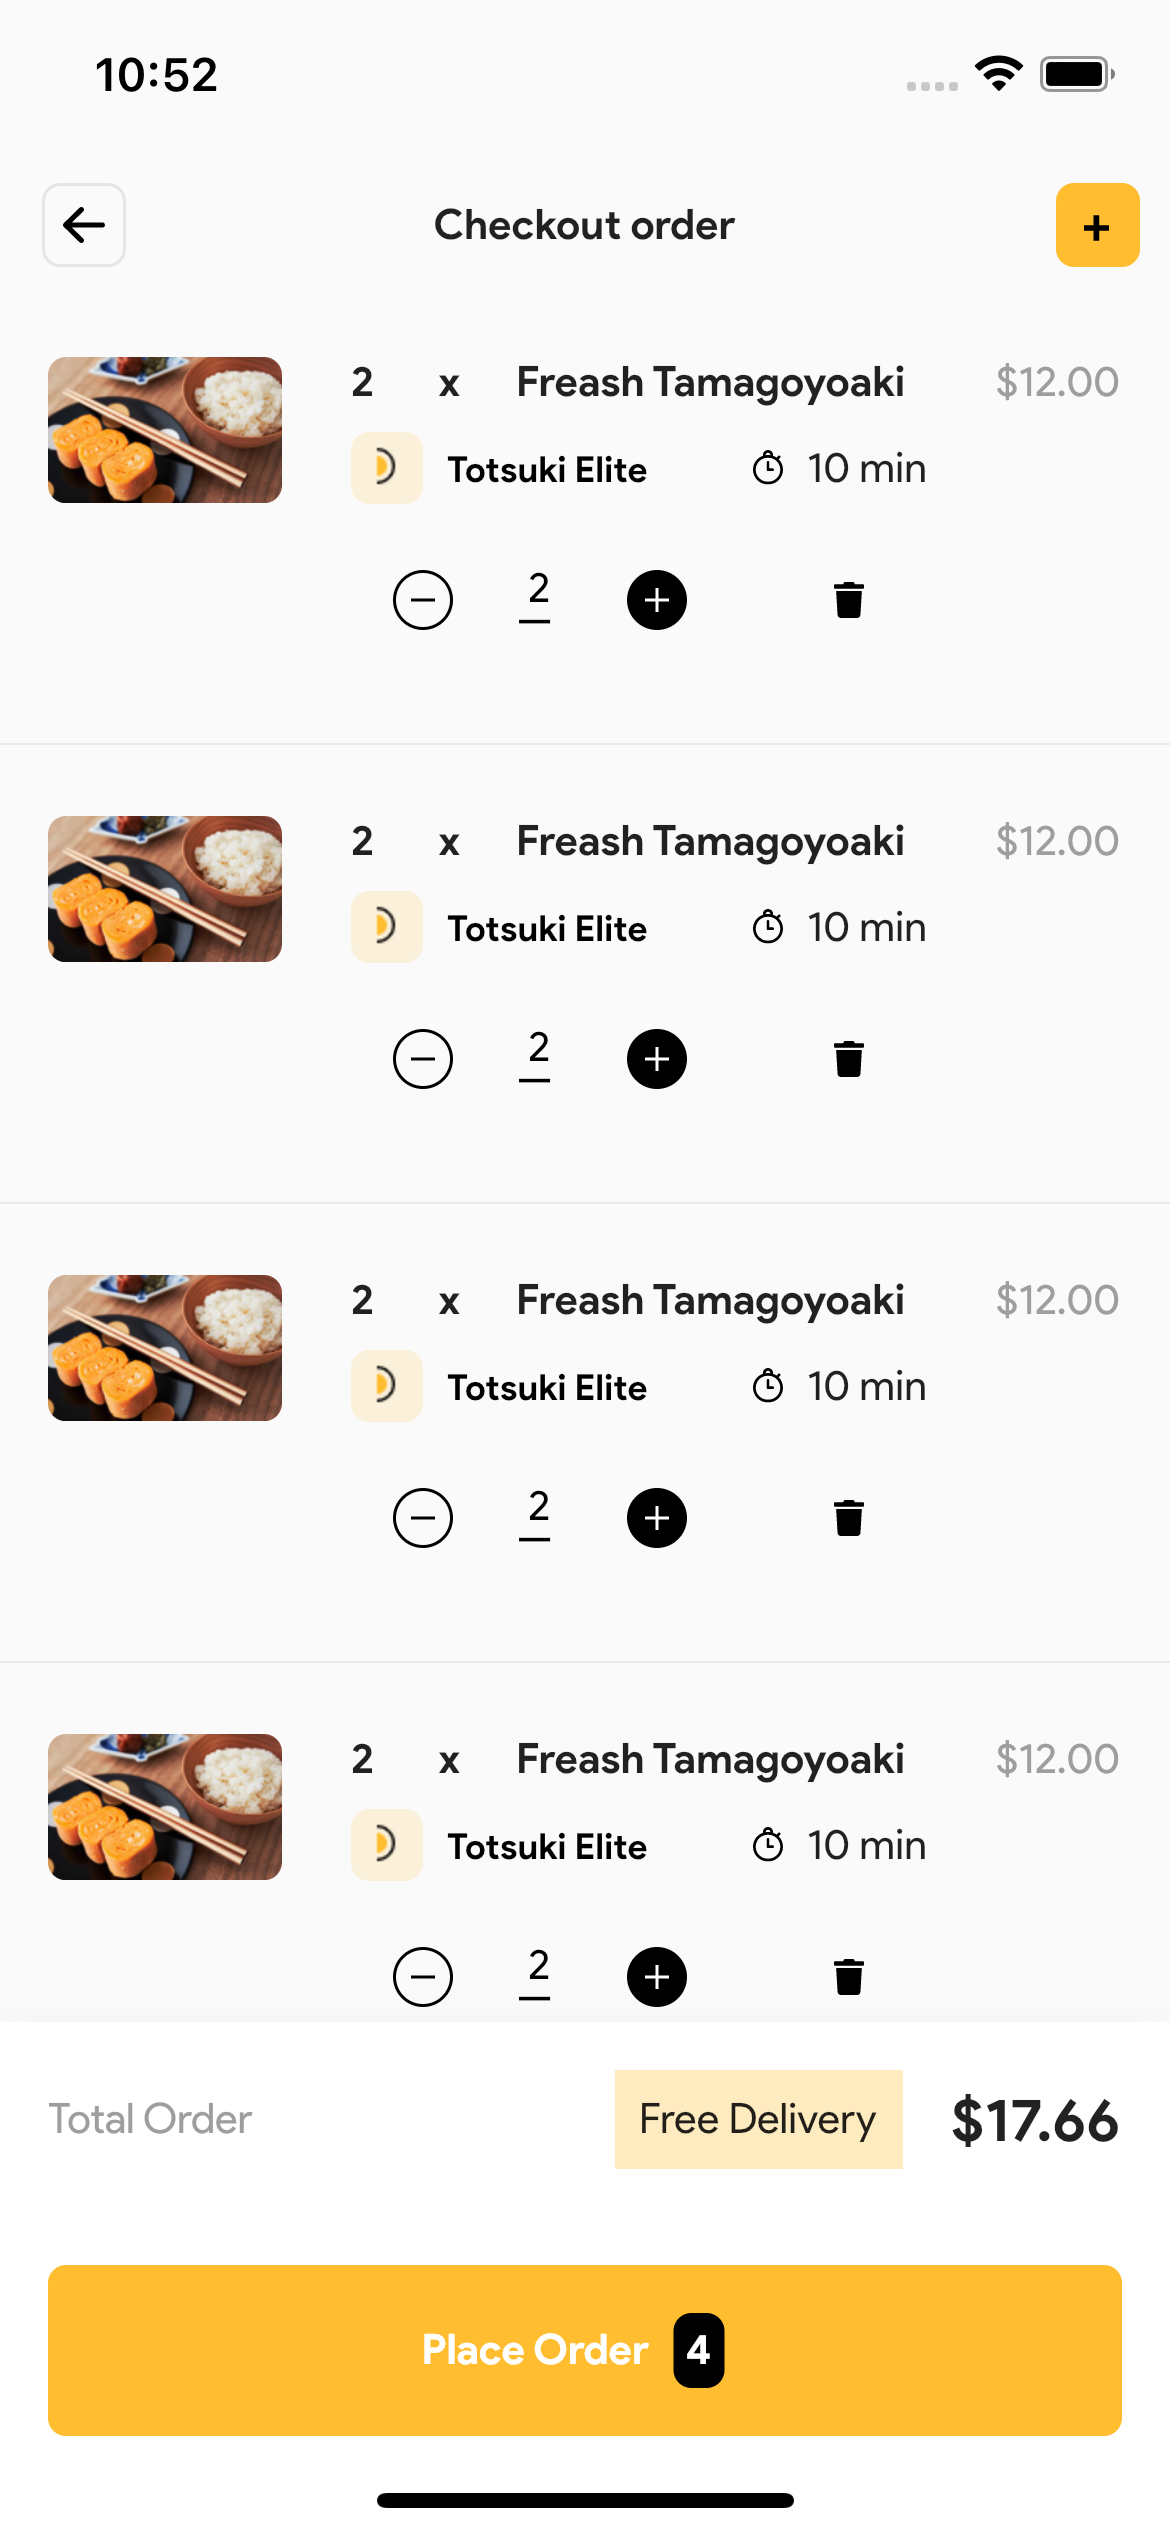 10:52
Checkout order
+
2 x Freash Tamagoyoaki $12.00
Totsuki Elite 10 min
2
2 x Freash Tamagoyoaki $12.00
Totsuki Elite 10 min
2
2 x Freash Tamagoyoaki $12.00
Totsuki Elite 10 min
2
2 x Freash Tamagoyoaki $12.00
Totsuki Elite 10 min
2
Total Order Free Delivery $17.66
Place Order 4